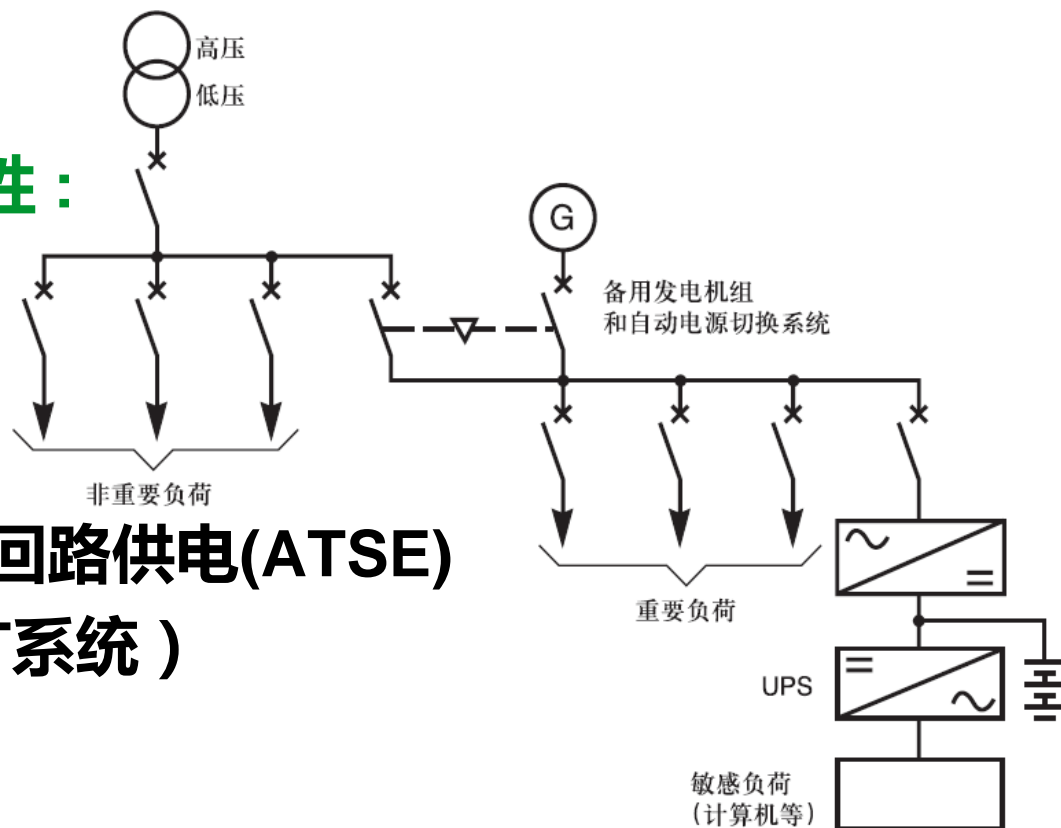 高压
低压
性：
G
备用发电机组
和自动电源切换系统
非重要负荷
回路供电(ATSE)
重要负荷
T系统）
UPS
敏感负荷
(计算机等)